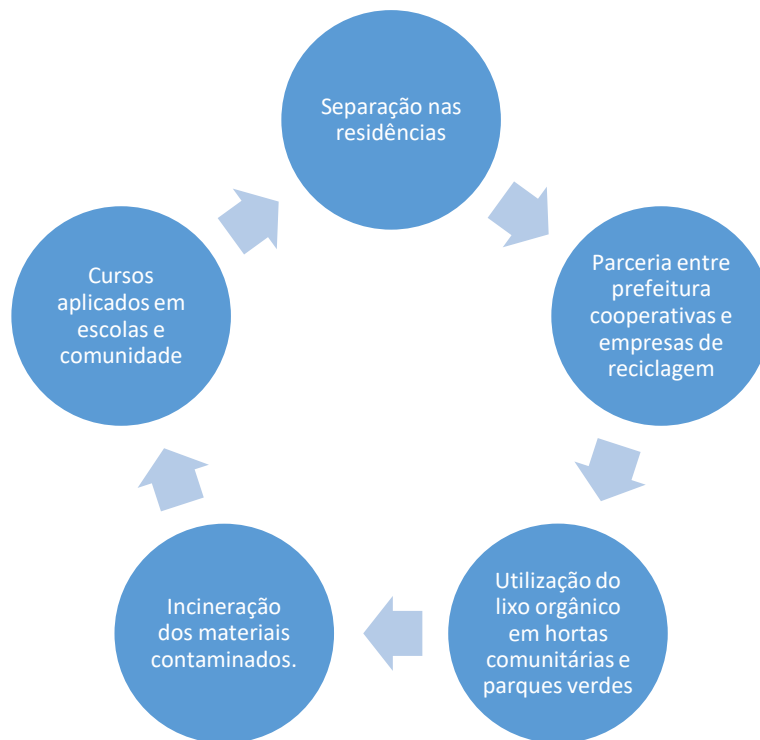 Separação nas
residências
Parceria entre
prefeitura
cooperativas e
empresas de
reciclagem
Utilização do
lixo orgânico
em hortas
comunitárias e
parques verdes
Incineração
dos materiais
contaminados.
Cursos
aplicados em
escolas e
comunidade